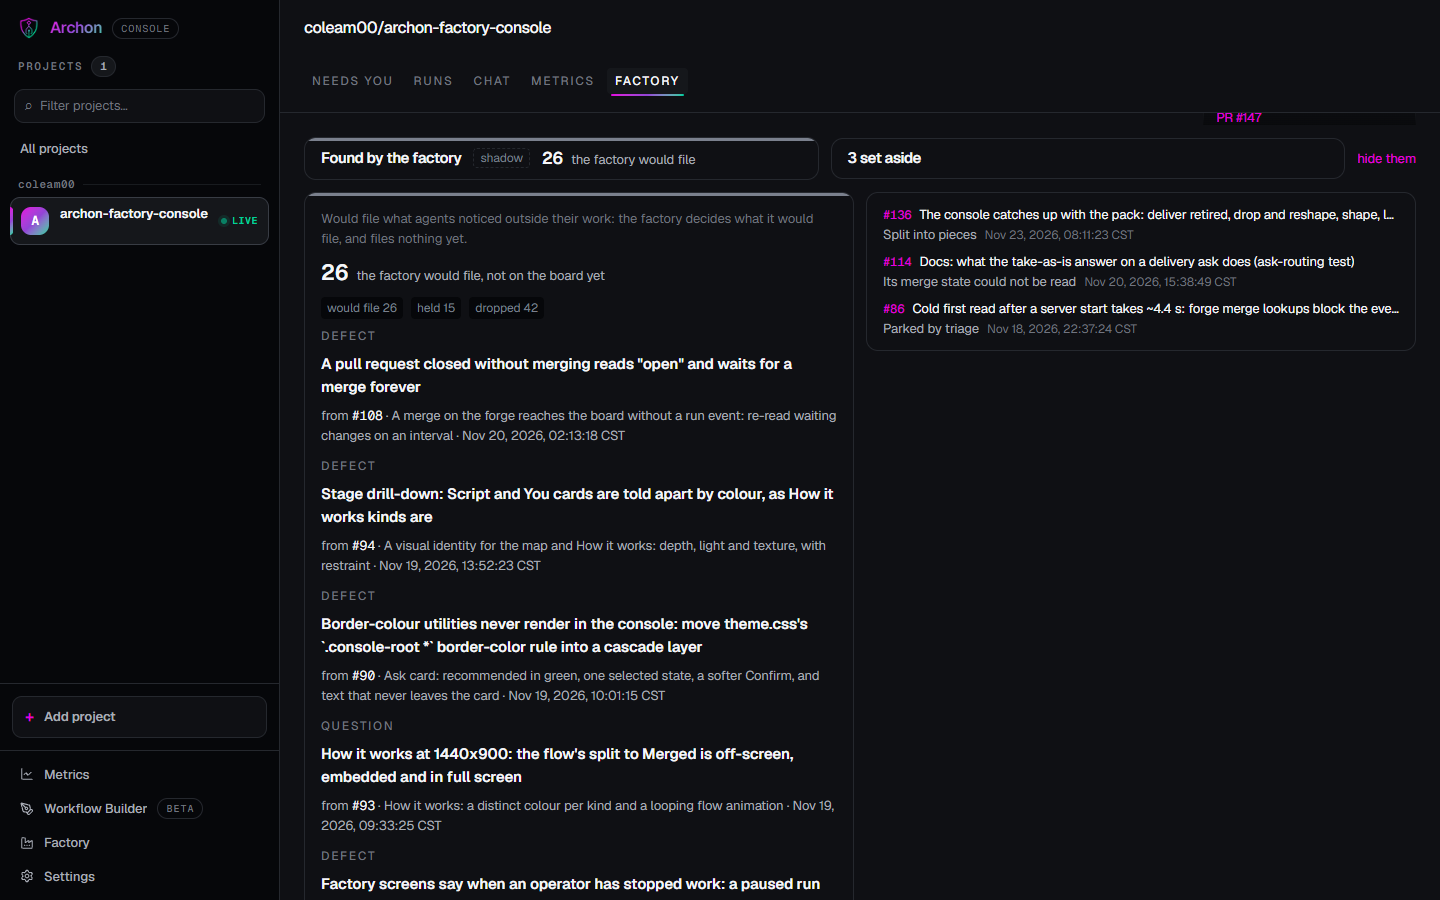 Archon CONSOLE
PROJECTS 1
Filter projects...
All projects
coleam00
A archon-factory-console LIVE
+ Add project
Metrics
Workflow Builder BETA
Factory
Settings
coleam00/archon-factory-console
NEEDS YOU RUNS CHAT METRICS FACTORY
PR #147
Found by the factory shadow 26 the factory would file
3 set aside
hide them
Would file what agents noticed outside their work: the factory decides what it would
file, and files nothing yet.
26 the factory would file, not on the board yet
would file 26 held 15 dropped 42
DEFECT
A pull request closed without merging reads "open" and waits for a
merge forever
from #108 · A merge on the forge reaches the board without a run event: re-read waiting
changes on an interval · Nov 20, 2026, 02:13:18 CST
DEFECT
Stage drill-down: Script and You cards are told apart by colour, as How it
works kinds are
from #94 · A visual identity for the map and How it works: depth, light and texture, with
restraint · Nov 19, 2026, 13:52:23 CST
DEFECT
Border-colour utilities never render in the console: move theme.css's
`.console-root *` border-color rule into a cascade layer
from #90 · Ask card: recommended in green, one selected state, a softer Confirm, and
text that never leaves the card · Nov 19, 2026, 10:01:15 CST
QUESTION
How it works at 1440x900: the flow's split to Merged is off-screen,
embedded and in full screen
from #93 · How it works: a distinct colour per kind and a looping flow animation · Nov 19,
2026, 09:33:25 CST
DEFECT
Factory screens say when an operator has stopped work: a paused run
#136 The console catches up with the pack: deliver retired, drop and reshape, shape, l...
Split into pieces Nov 23, 2026, 08:11:23 CST
#114 Docs: what the take-as-is answer on a delivery ask does (ask-routing test)
Its merge state could not be read Nov 20, 2026, 15:38:49 CST
#86 Cold first read after a server start takes ~4.4 s: forge merge lookups block the eve...
Parked by triage Nov 18, 2026, 22:37:24 CST